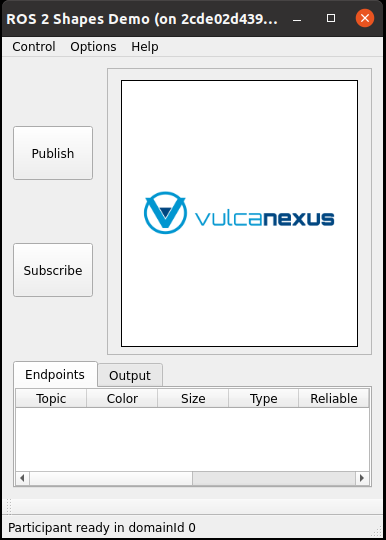 ROS 2 Shapes Demo (on 2cde02d439...
Control Options Help
Publish
vulcanexus
Subscribe
Endpoints Output
Topic Color Size Type Reliable
Participant ready in domainId 0